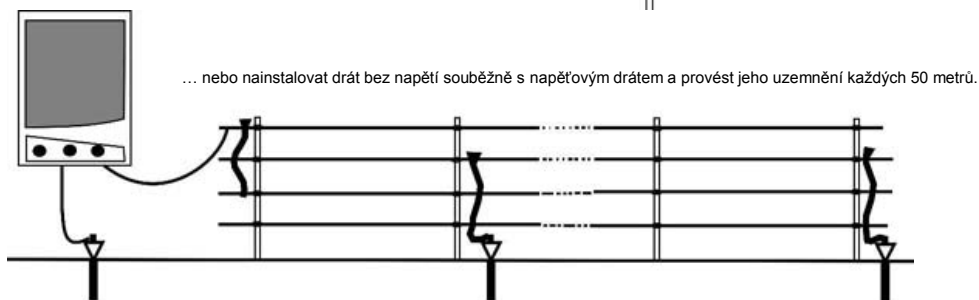 … nebo nainstalovat drát bez napětí souběžně s napěťovým drátem a provést jeho uzemnění každých 50 metrů.